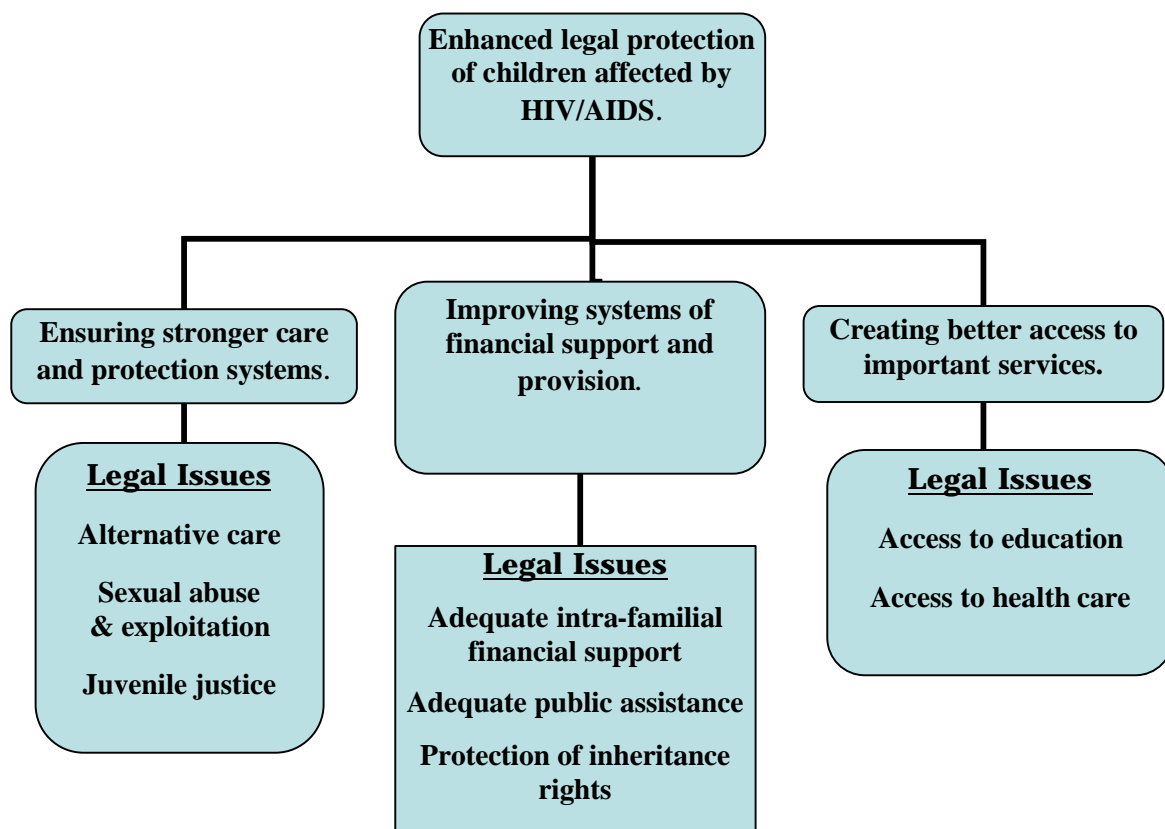 Enhanced legal protection
of children affected by
HIV/AIDS.
Ensuring stronger care
and protection systems.
Improving systems of
financial support and
provision.
Creating better access to
important services.
Legal Issues
Alternative care
Sexual abuse
& exploitation
Juvenile justice
Legal Issues
Adequate intra-familial
financial support
Adequate public assistance
Protection of inheritance
rights
Legal Issues
Access to education
Access to health care